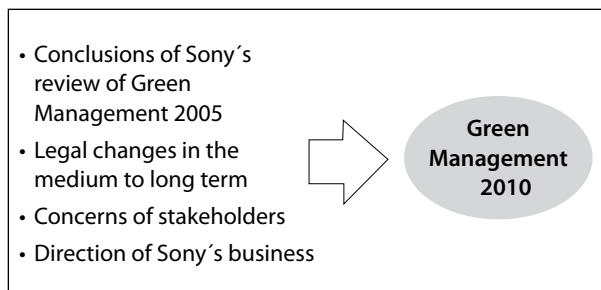 • Conclusions of Sony´s
review of Green
Management 2005
• Legal changes in the
medium to long term
• Concerns of stakeholders
• Direction of Sony´s business
Green
Management
2010